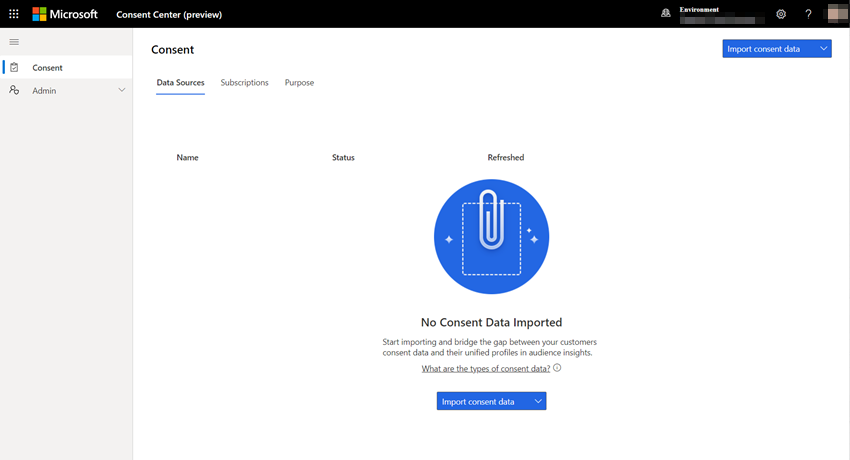 Microsoft
Consent Center (preview)
Environment
?
Consent
Admin
Consent
Import consent data
Data Sources
Subscriptions
Purpose
Name
Status
Refreshed
No Consent Data Imported
Start importing and bridge the gap between your customers
consent data and their unified profiles in audience insights.
What are the types of consent data?
Import consent data